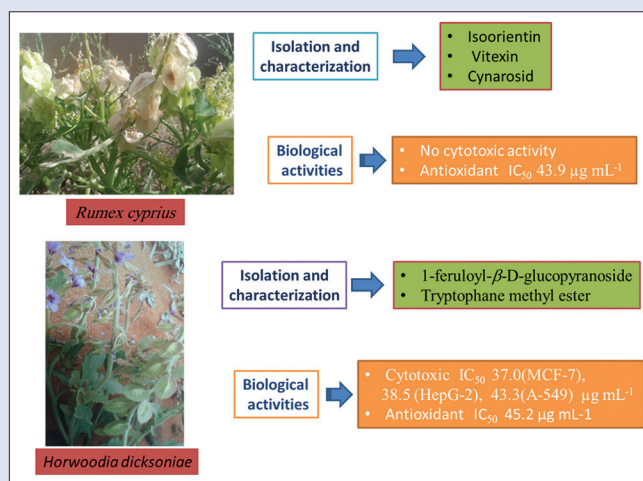 Isolation and
characterization
• Isoorientin
• Vitexin
• Cynarosid
Biological
activities
• No cytotoxic activity
• Antioxidant IC50 43.9 µg mL-1
Rumex cyprius
Isolation and
characterization
• 1-feruloyl-β-D-glucopyranoside
• Tryptophane methyl ester
Biological
activities
• Cytotoxic IC50 37.0(MCF-7),
38.5 (HepG-2), 43.3(A-549) µg mL-1
• Antioxidant IC50 45.2 µg mL-1
Horwoodia dicksoniae